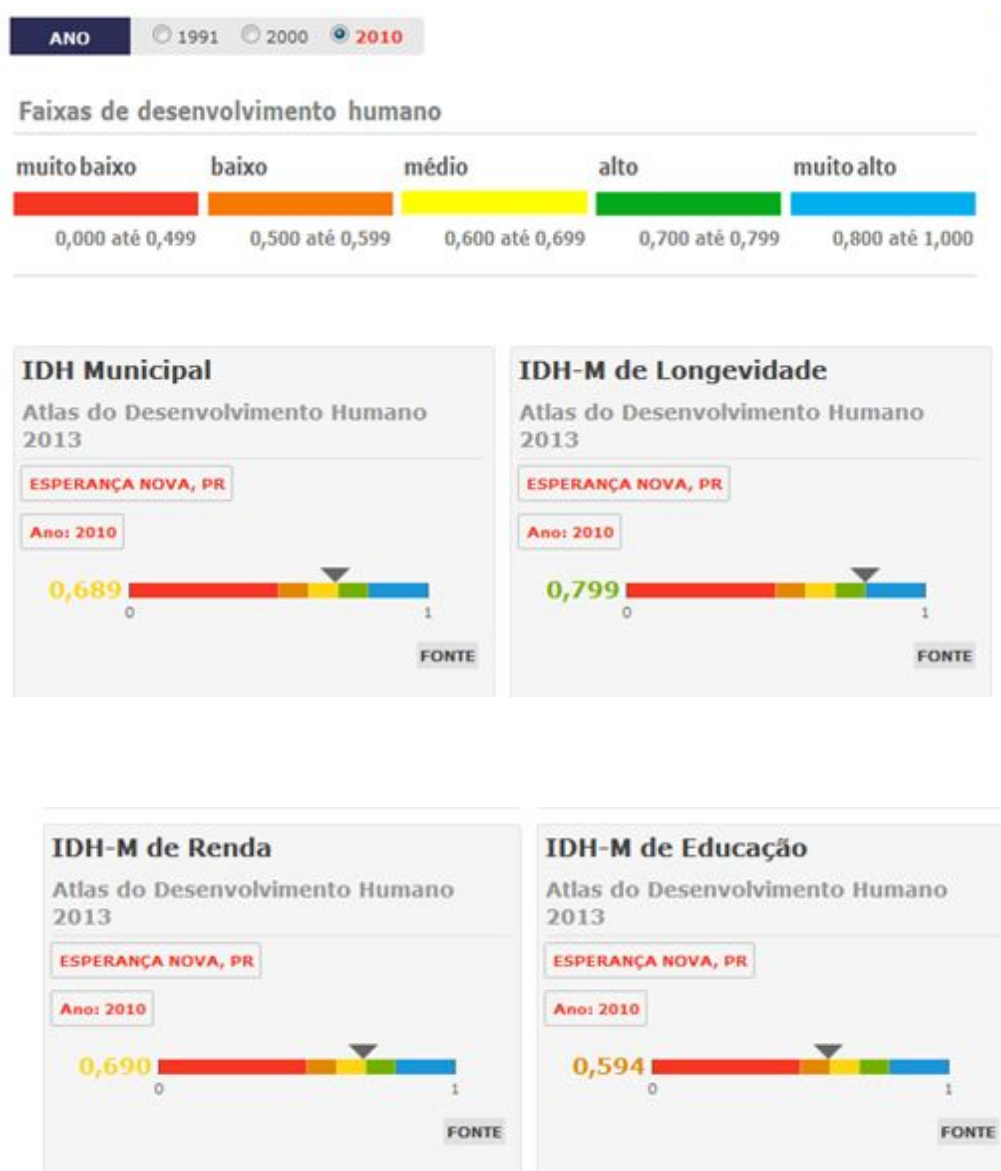 ANO 1991 2000 2010
Faixas de desenvolvimento humano
muito baixo baixo médio alto muito alto
0,000 até 0,499 0,500 até 0,599 0,600 até 0,699 0,700 até 0,799 0,800 até 1,000
IDH Municipal
Atlas do Desenvolvimento Humano
2013
ESPERANÇA NOVA, PR
Ano: 2010
0,689
0 1
FONTE
IDH-M de Longevidade
Atlas do Desenvolvimento Humano
2013
ESPERANÇA NOVA, PR
Ano: 2010
0,799
0 1
FONTE
IDH-M de Renda
Atlas do Desenvolvimento Humano
2013
ESPERANÇA NOVA, PR
Ano: 2010
0,690
0 1
FONTE
IDH-M de Educação
Atlas do Desenvolvimento Humano
2013
ESPERANÇA NOVA, PR
Ano: 2010
0,594
0 1
FONTE